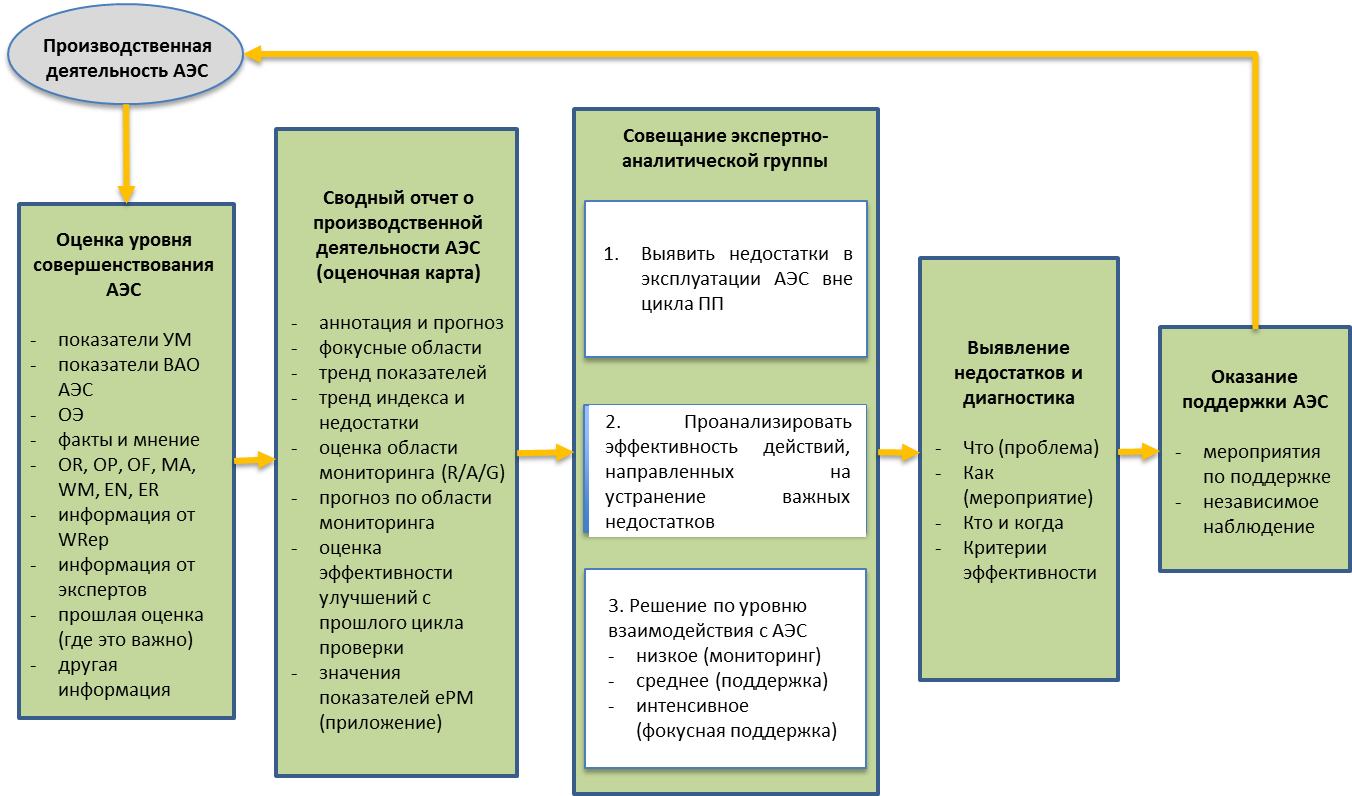 Производственная
деятельность АЭС
Оценка уровня
совершенствования
АЭС
- показатели УМ
- показатели ВАО
АЭС
- ОЭ
- факты и мнение
- OR, OP, OF, MA,
WM, EN, ER
- информация от
WRep
- информация от
экспертов
- прошлая оценка
(где это важно)
- другая
информация
Сводный отчет о
производственной
деятельности АЭС
(оценочная карта)
- аннотация и прогноз
- фокусные области
- тренд показателей
- тренд индекса и
недостатки
- оценка области
мониторинга (R/A/G)
- прогноз по области
мониторинга
- оценка
эффективности
улучшений с
прошлого цикла
проверки
- значения
показателей ePM
(приложение)
Совещание экспертно-
аналитической группы
1. Выявить недостатки в
эксплуатации АЭС вне
цикла ПП
2. Проанализировать
эффективность действий,
направленных на
устранение важных
недостатков
3. Решение по уровню
взаимодействия с АЭС
- низкое (мониторинг)
- среднее (поддержка)
- интенсивное
(фокусная поддержка)
Выявление
недостатков и
диагностика
- Что (проблема)
- Как
(мероприятие)
- Кто и когда
- Критерии
эффективности
Оказание
поддержки АЭС
- мероприятия
по поддержке
- независимое
наблюдение